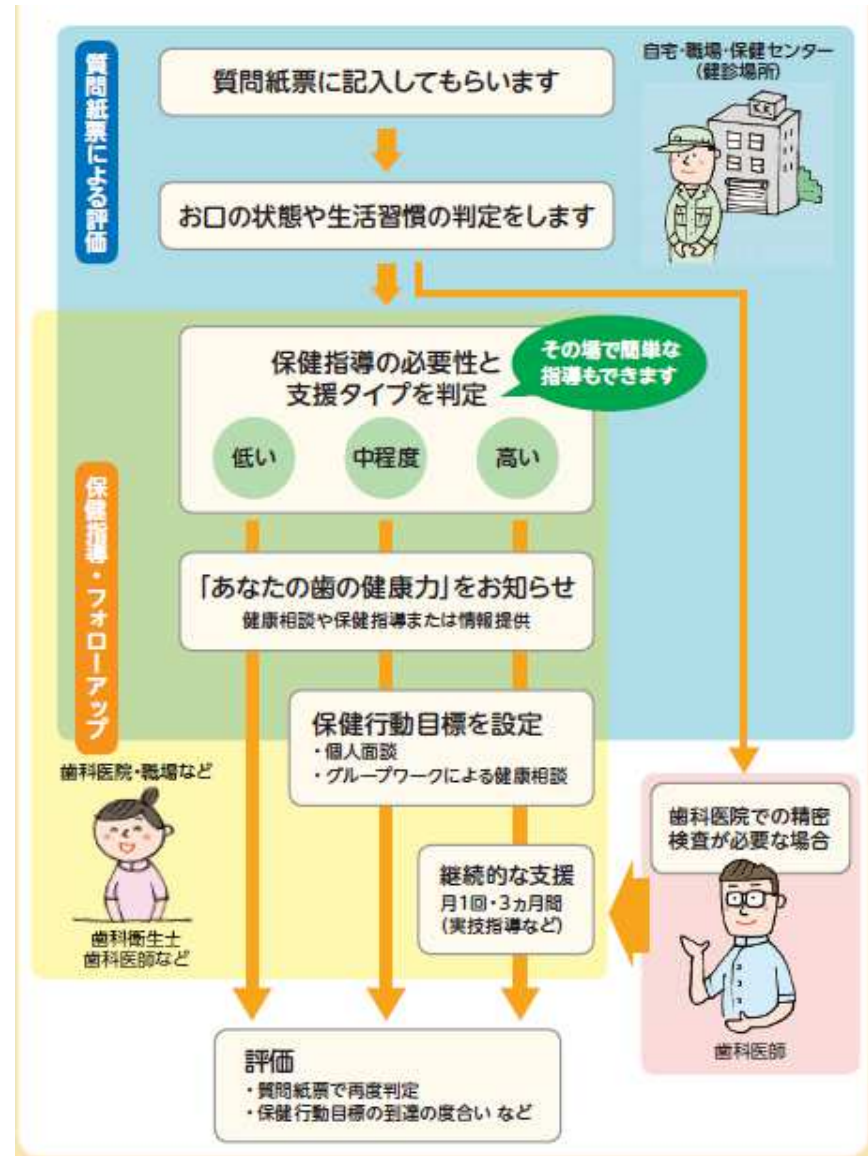 質問紙票による評価
質問紙票に記入してもらいます
自宅・職場・保健センター
(健診場所)
お口の状態や生活習慣の判定をします
保健指導の必要性と
支援タイプを判定
その場で簡単な
指導もできます
低い
中程度
高い
保健指導・フォローアップ
「あなたの歯の健康力」をお知らせ
健康相談や保健指導または情報提供
保健行動目標を設定
・個人面談
・グループワークによる健康相談
歯科医院・職場など
歯科衛生士
歯科医師など
継続的な支援
月1回・3ヵ月間
(実技指導など)
歯科医院での精密
検査が必要な場合
歯科医師
評価
・質問紙票で再度判定
・保健行動目標の到達の度合い など